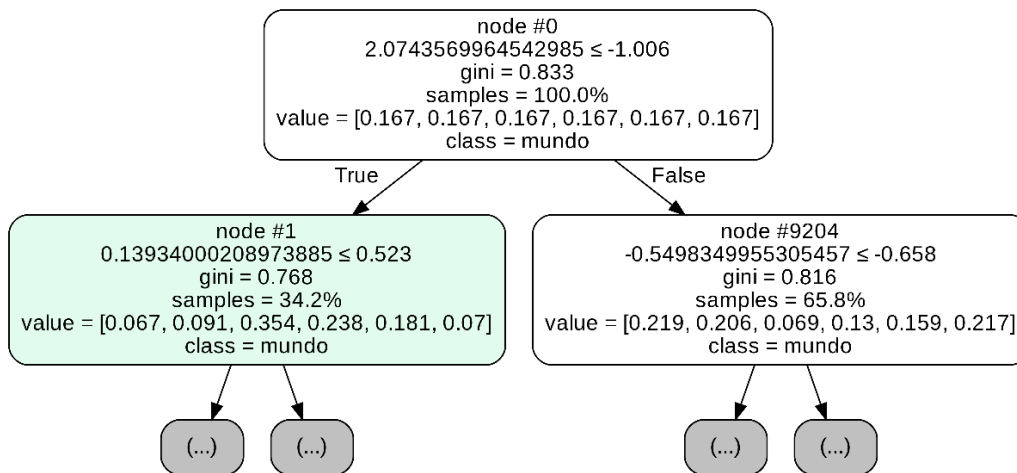 node #0
2.0743569964542985 ≤ -1.006
gini = 0.833
samples = 100.0%
value = [0.167, 0.167, 0.167, 0.167, 0.167, 0.167]
class = mundo
True
False
node #1
0.13934000208973885 ≤ 0.523
gini = 0.768
samples = 34.2%
value = [0.067, 0.091, 0.354, 0.238, 0.181, 0.07]
class = mundo
node #9204
-0.5498349955305457 ≤ -0.658
gini = 0.816
samples = 65.8%
value = [0.219, 0.206, 0.069, 0.13, 0.159, 0.217]
class = mundo
(...)
(...)
(...)
(...)